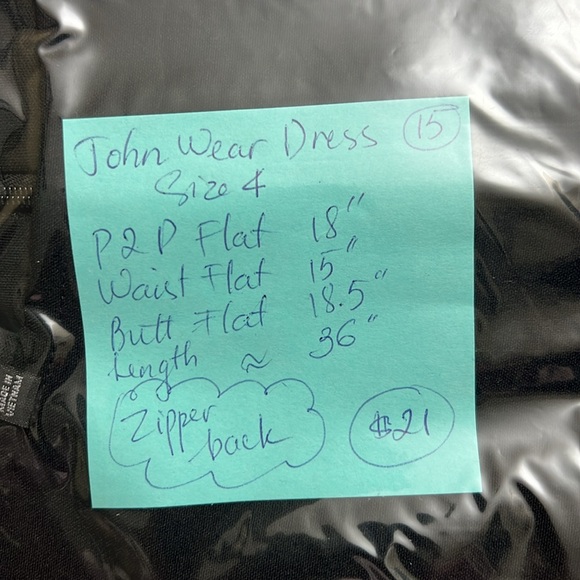 John Wear Dress 15
Size 4
P2P Flat 18"
Waist Flat 15"
Butt Flat 18.5"
Length ≈ 36"
Zipper
back
$21
MADE IN
VIETNAM